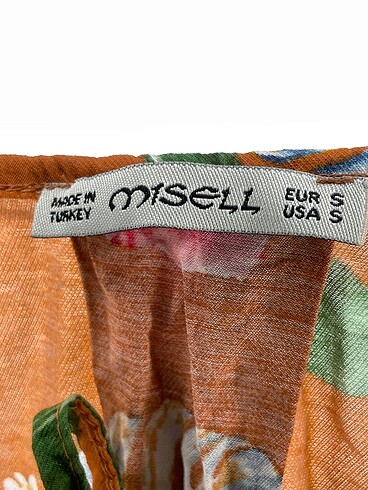 MADE IN
TURKEY
mISELL
EUR S
USA S